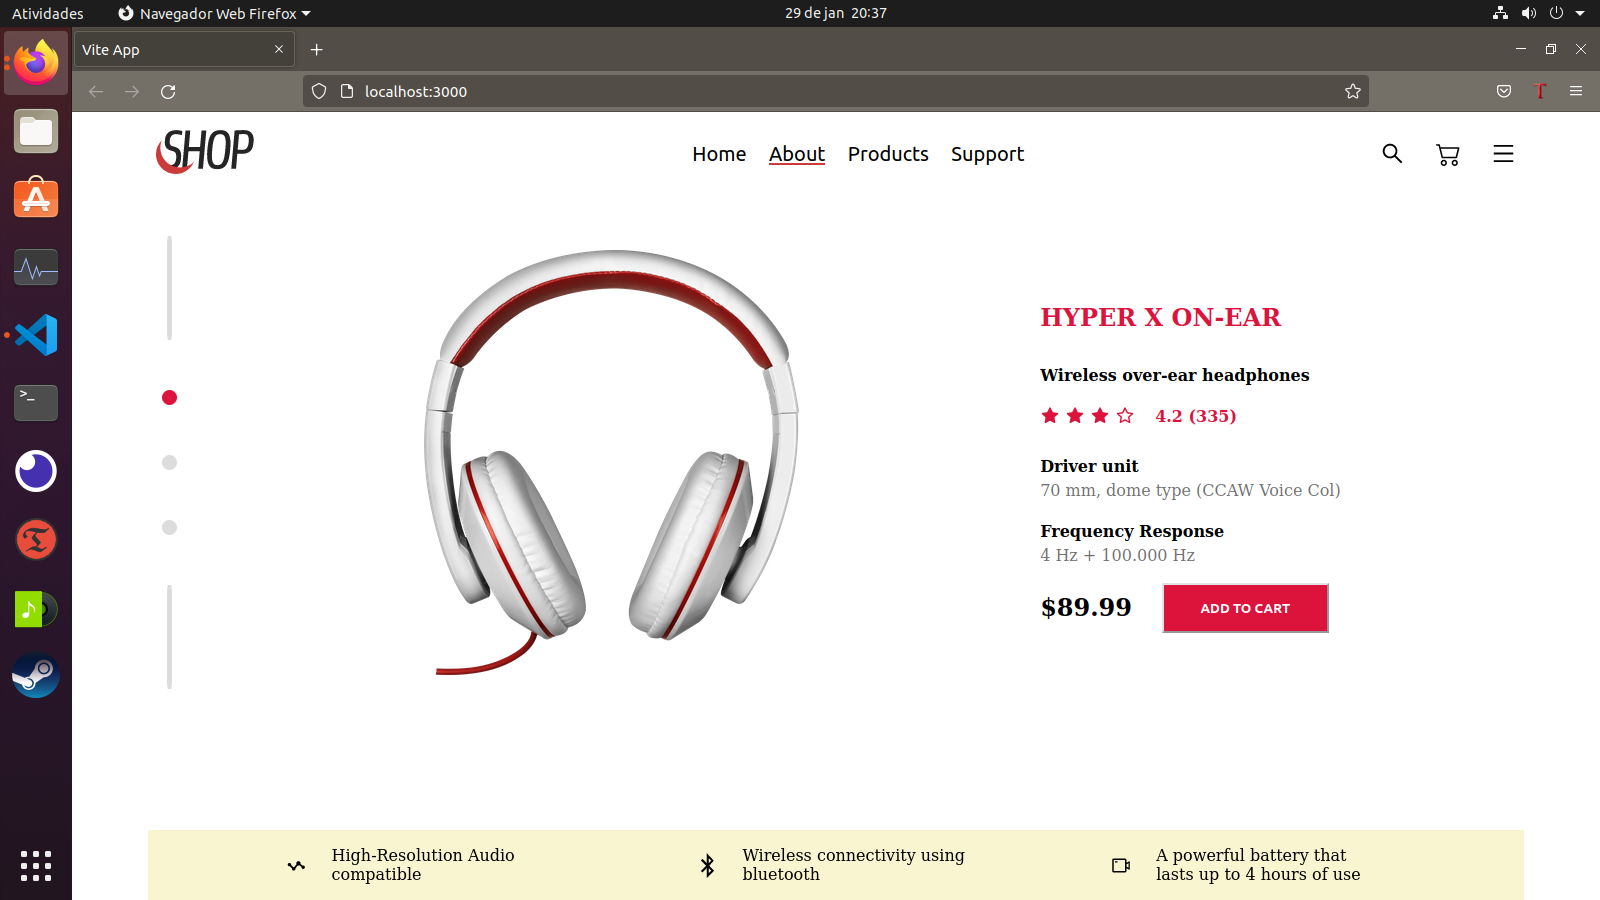 Atividades
Navegador Web Firefox
29 de jan 20:37
Vite App
localhost:3000
SHOP
Home About Products Support
HYPER X ON-EAR
Wireless over-ear headphones
4.2 (335)
Driver unit
70 mm, dome type (CCAW Voice Col)
Frequency Response
4 Hz + 100.000 Hz
$89.99
ADD TO CART
High-Resolution Audio
compatible
Wireless connectivity using
bluetooth
A powerful battery that
lasts up to 4 hours of use